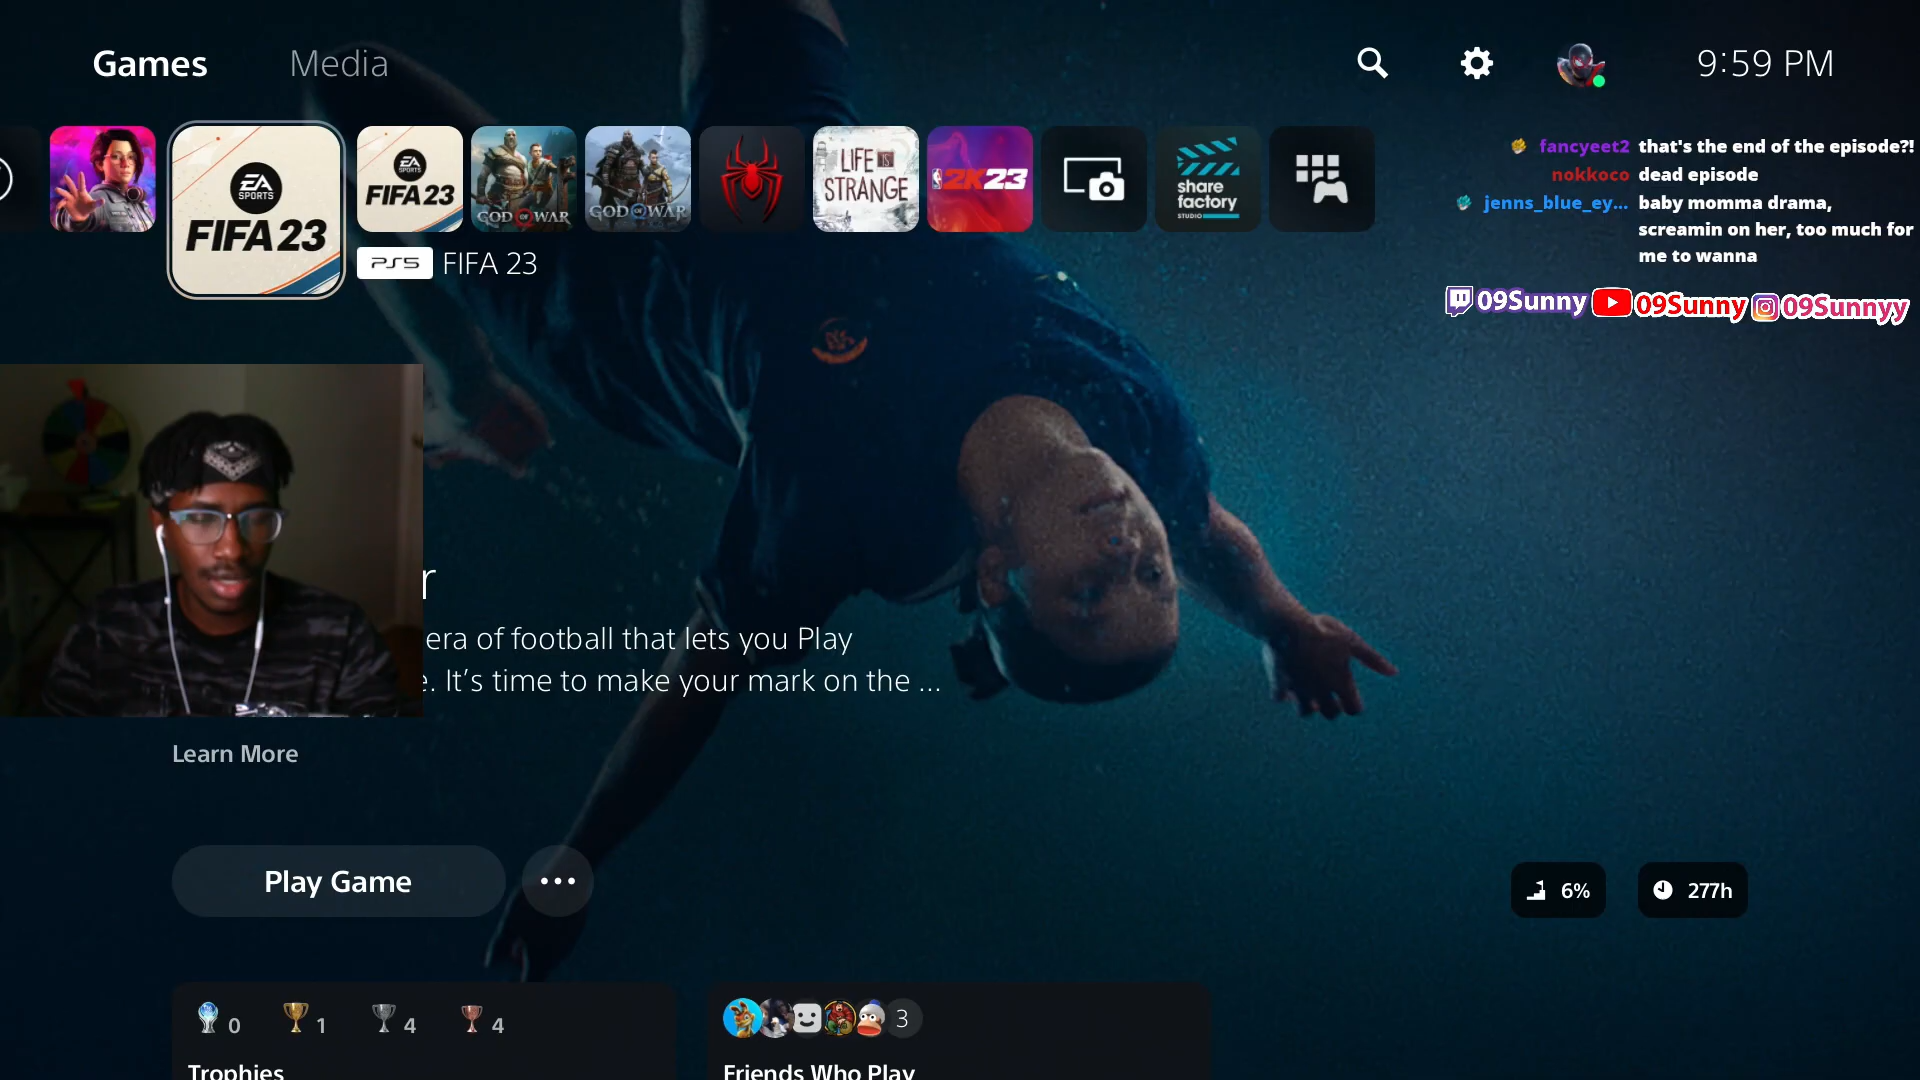 Games
Media
9:59 PM
EA SPORTS
FIFA 23
EA SPORTS
FIFA 23
GOD OF WAR
GOD OF WAR
LIFE IS STRANGE
2K23
share
factory
STUDIO
PS5 FIFA 23
fancyeet2 that's the end of the episode?!
nokkoco dead episode
jenns_blue_ey... baby momma drama,
screamin on her, too much for
me to wanna
09Sunny 09Sunny 09Sunnyy
r
era of football that lets you Play
e. It's time to make your mark on the ...
Learn More
Play Game
...
6%
277h
0 1 4 4
3
Trophies
Friends Who Play